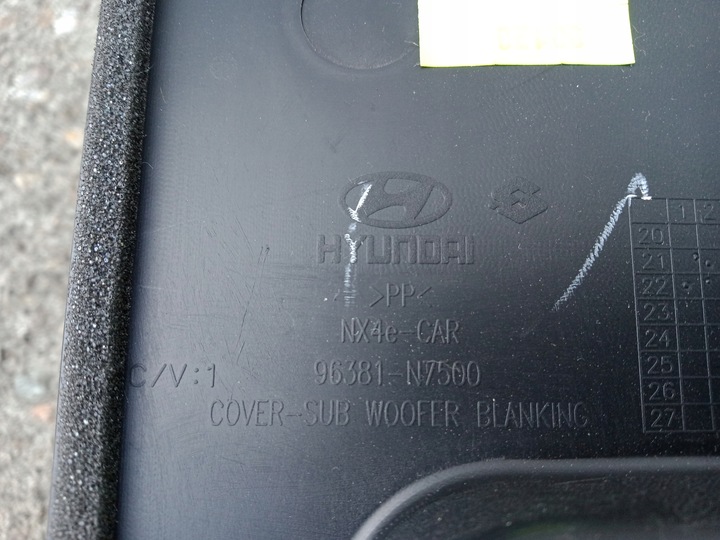 HYUNDAI
>PP<
NX4e-CAR
C/V:1
96381-N7500
COVER-SUB WOOFER BLANKING
1 2
20
21
22
23
24
25
26
27